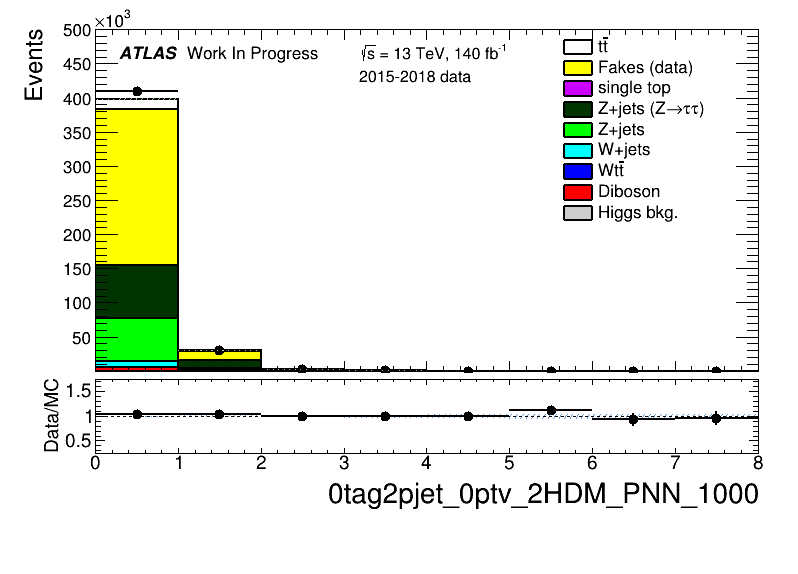 ×10³
500
450
400
350
300
250
200
150
100
50
Events
ATLAS Work In Progress
√s = 13 TeV, 140 fb⁻¹
2015-2018 data
tt̄
Fakes (data)
single top
Z+jets (Z→ττ)
Z+jets
W+jets
Wtt̄
Diboson
Higgs bkg.
Data/MC
1.5
1
0.5
0 1 2 3 4 5 6 7 8
0tag2pjet_0ptv_2HDM_PNN_1000